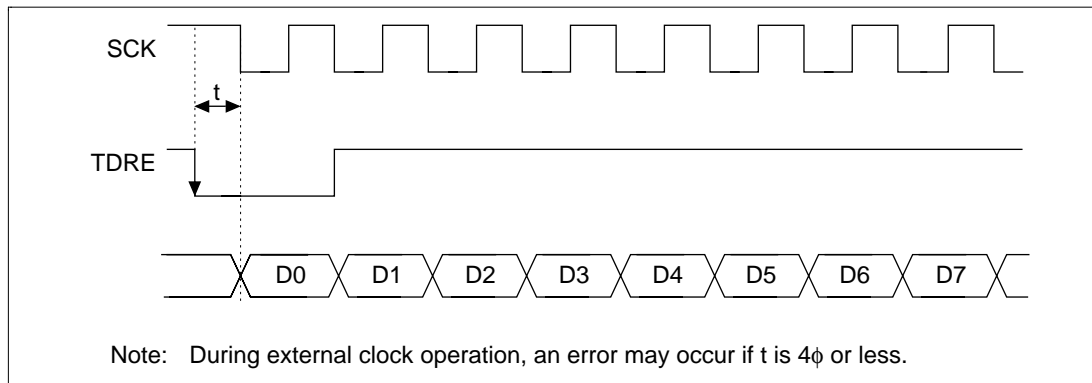 SCK
t
TDRE
D0 D1 D2 D3 D4 D5 D6 D7
Note: During external clock operation, an error may occur if t is 4ϕ or less.